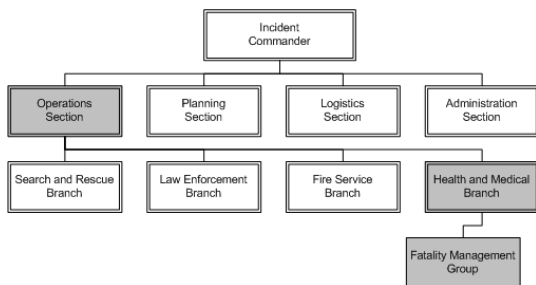 Incident
Commander
Operations
Section
Planning
Section
Logistics
Section
Administration
Section
Search and Rescue
Branch
Law Enforcement
Branch
Fire Service
Branch
Health and Medical
Branch
Fatality Management
Group